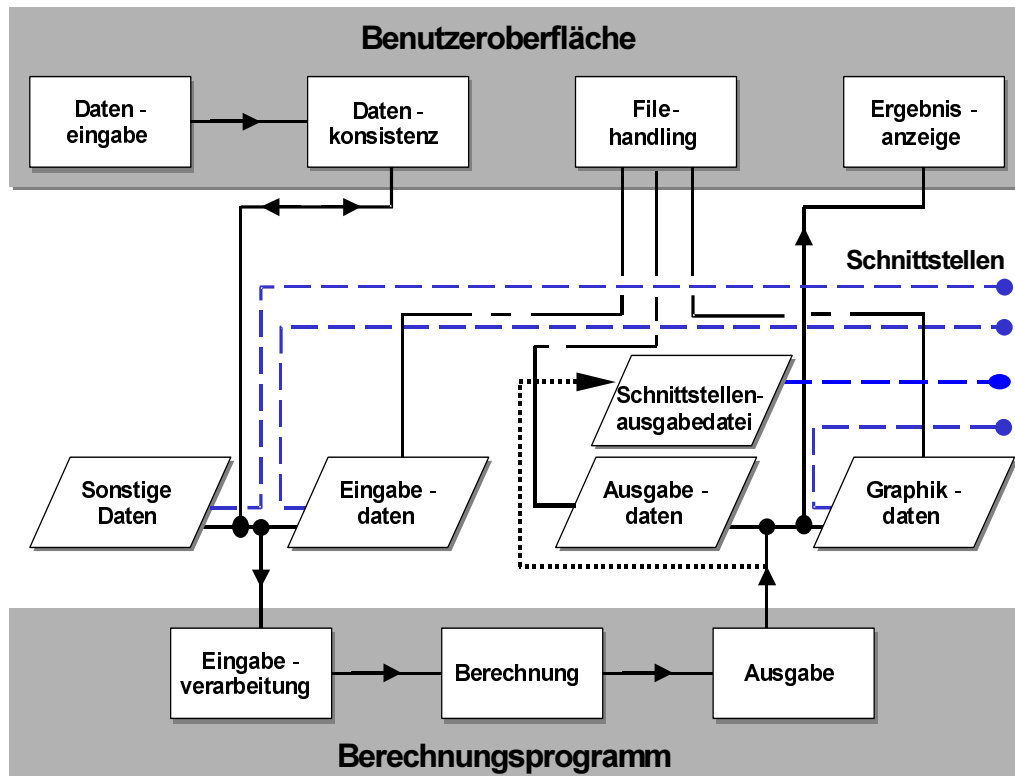 Benutzeroberfläche
Daten -
eingabe
Daten -
konsistenz
File-
handling
Ergebnis -
anzeige
Schnittstellen
Schnittstellen-
ausgabedatei
Sonstige
Daten
Eingabe -
daten
Ausgabe -
daten
Graphik -
daten
Eingabe -
verarbeitung
Berechnung
Ausgabe
Berechnungsprogramm